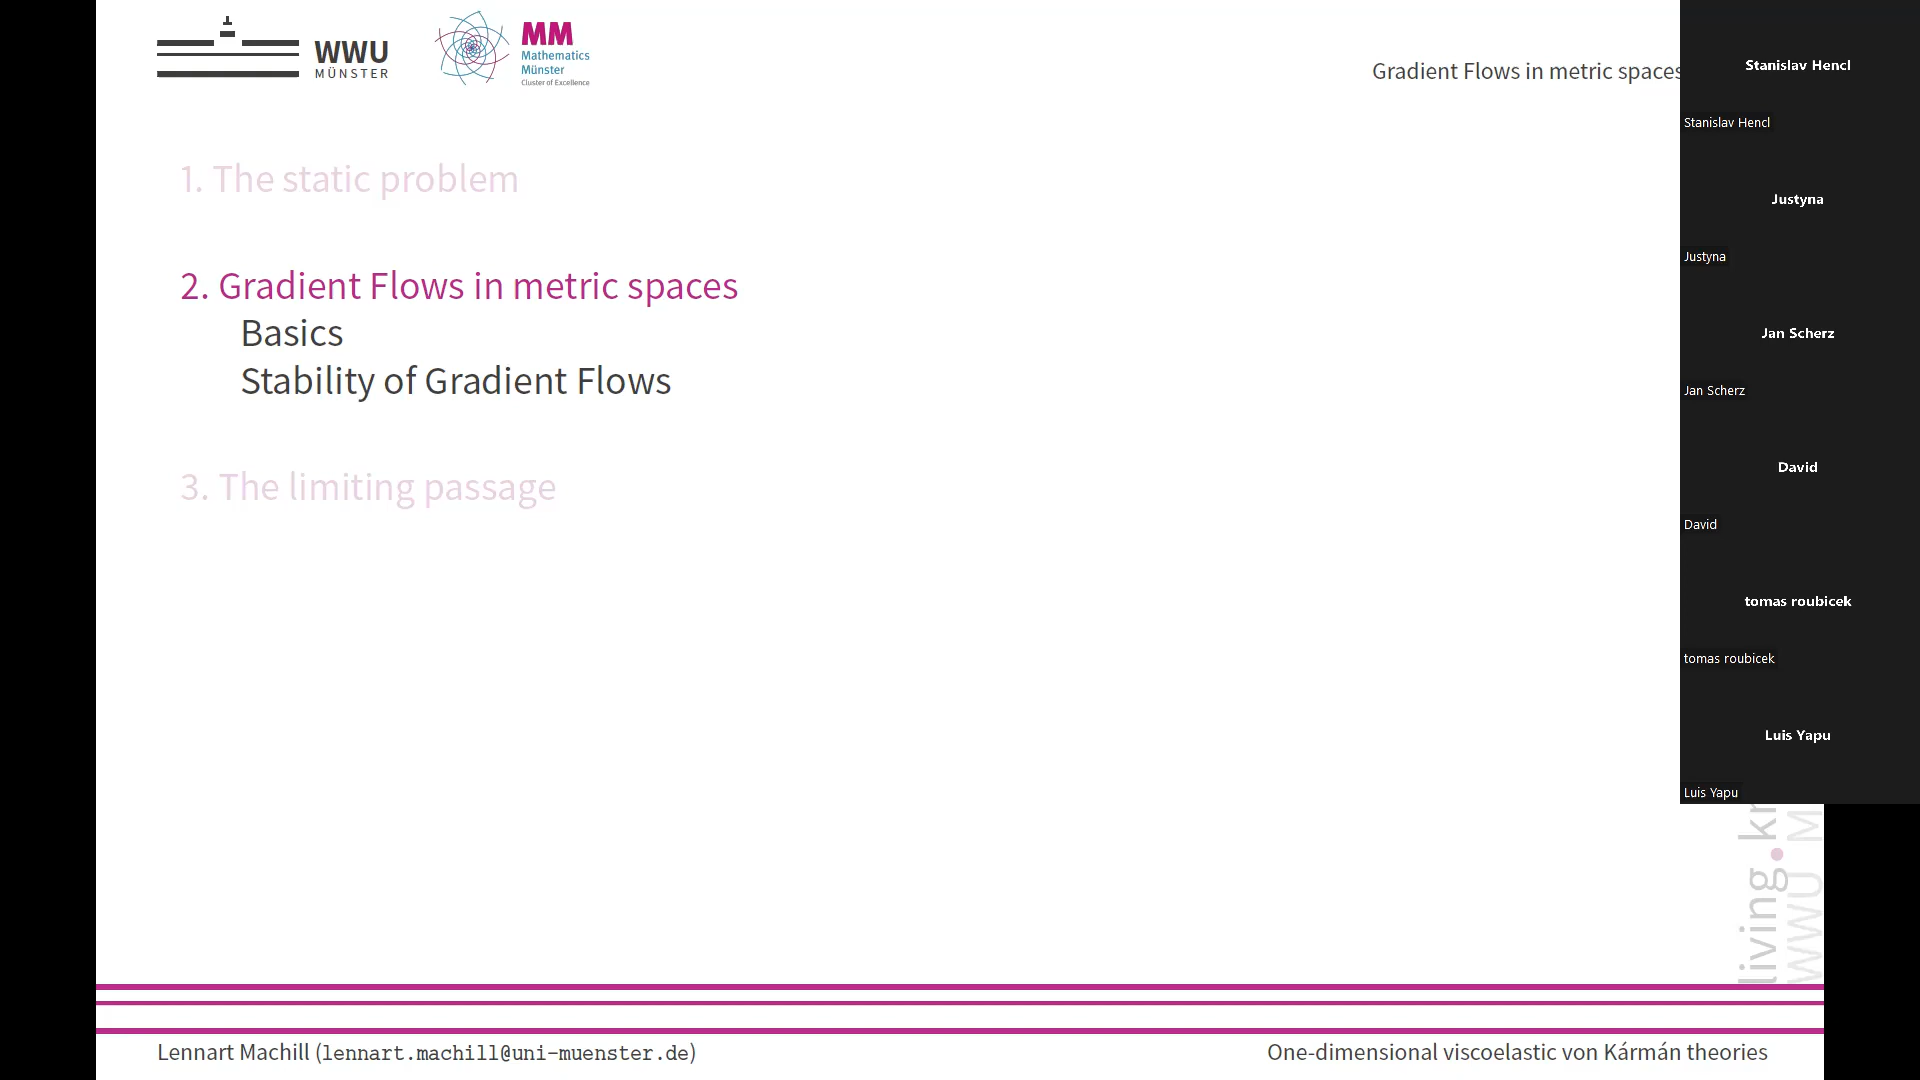 WWU
MÜNSTER
MM
Mathematics
Münster
Cluster of Excellence
Gradient Flows in metric spaces
1. The static problem
2. Gradient Flows in metric spaces
Basics
Stability of Gradient Flows
3. The limiting passage
Stanislav Hencl
Stanislav Hencl
Justyna
Justyna
Jan Scherz
Jan Scherz
David
David
tomas roubicek
tomas roubicek
Luis Yapu
Luis Yapu
living
WWU M
Lennart Machill (lennart.machill@uni-muenster.de)
One-dimensional viscoelastic von Kármán theories